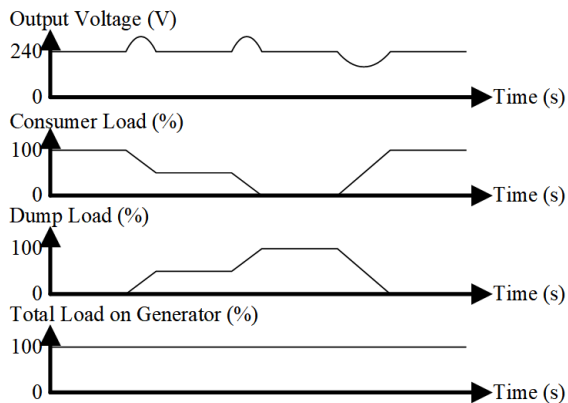 Output Voltage (V)
240
0
Time (s)
Consumer Load (%)
100
0
Time (s)
Dump Load (%)
100
0
Time (s)
Total Load on Generator (%)
100
0
Time (s)